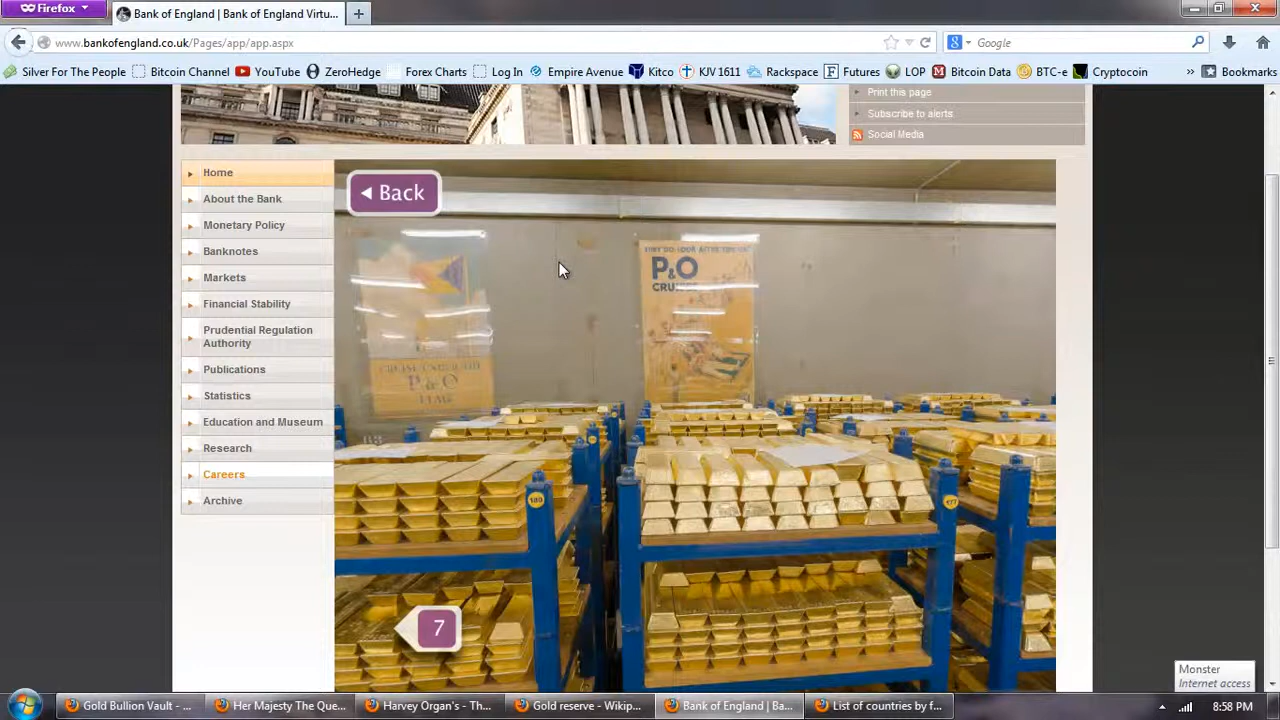 Firefox
Bank of England | Bank of England Virtu...
www.bankofengland.co.uk/Pages/app/app.aspx
Google
Silver For The People
Bitcoin Channel
YouTube
ZeroHedge
Forex Charts
Log In
Empire Avenue
Kitco
KJV 1611
Rackspace
Futures
LOP
Bitcoin Data
BTC-e
Cryptocoin
»
Bookmarks
Print this page
Subscribe to alerts
Social Media
Home
About the Bank
Monetary Policy
Banknotes
Markets
Financial Stability
Prudential Regulation
Authority
Publications
Statistics
Education and Museum
Research
Careers
Archive
Back
P&O
CRUISES
P&O
180
177
7
Monster
Internet access
Gold Bullion Vault - ...
Her Majesty The Que...
Harvey Organ's - Th...
Gold reserve - Wikip...
Bank of England | Ba...
List of countries by f...
8:58 PM